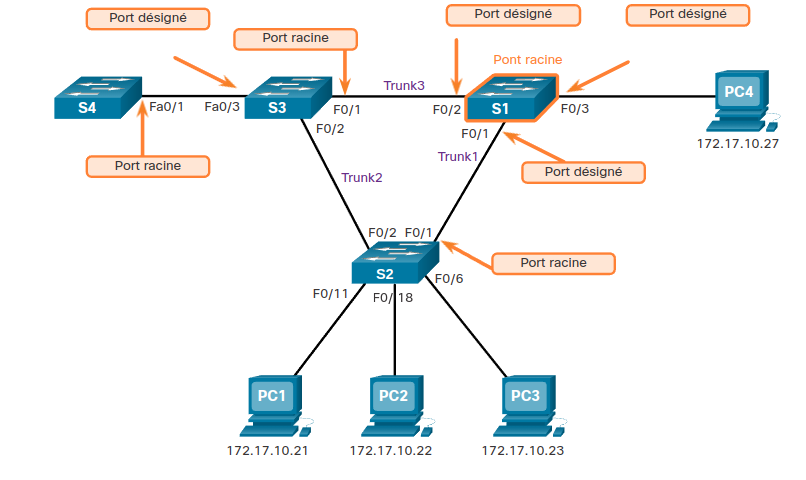 Port désigné
Port désigné
Port désigné
Port racine
Pont racine
Trunk3
S4
Fa0/1
Fa0/3
S3
F0/1
F0/2
S1
F0/3
PC4
F0/2
F0/1
172.17.10.27
Port racine
Trunk1
Port désigné
Trunk2
F0/2
F0/1
Port racine
S2
F0/11
F0/18
F0/6
PC1
PC2
PC3
172.17.10.21
172.17.10.22
172.17.10.23